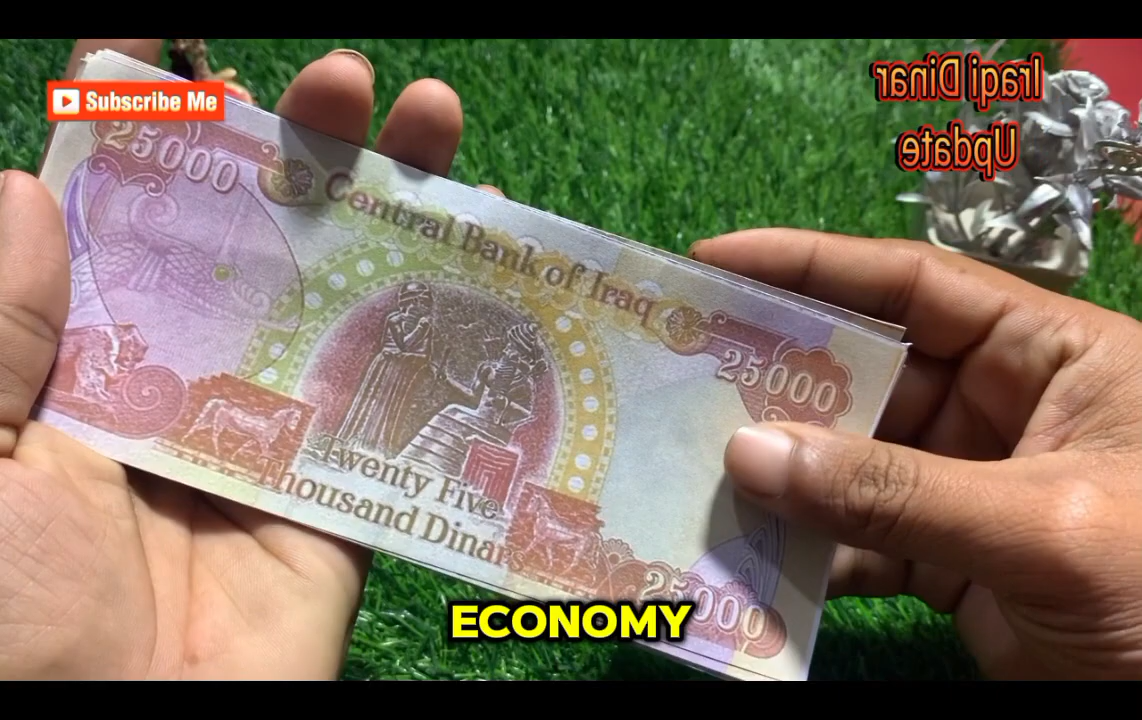 Subscribe Me
Iraqi Dinar
Update
25000
Central Bank of Iraq
25000
Twenty Five
Thousand Dinars
25000
ECONOMY